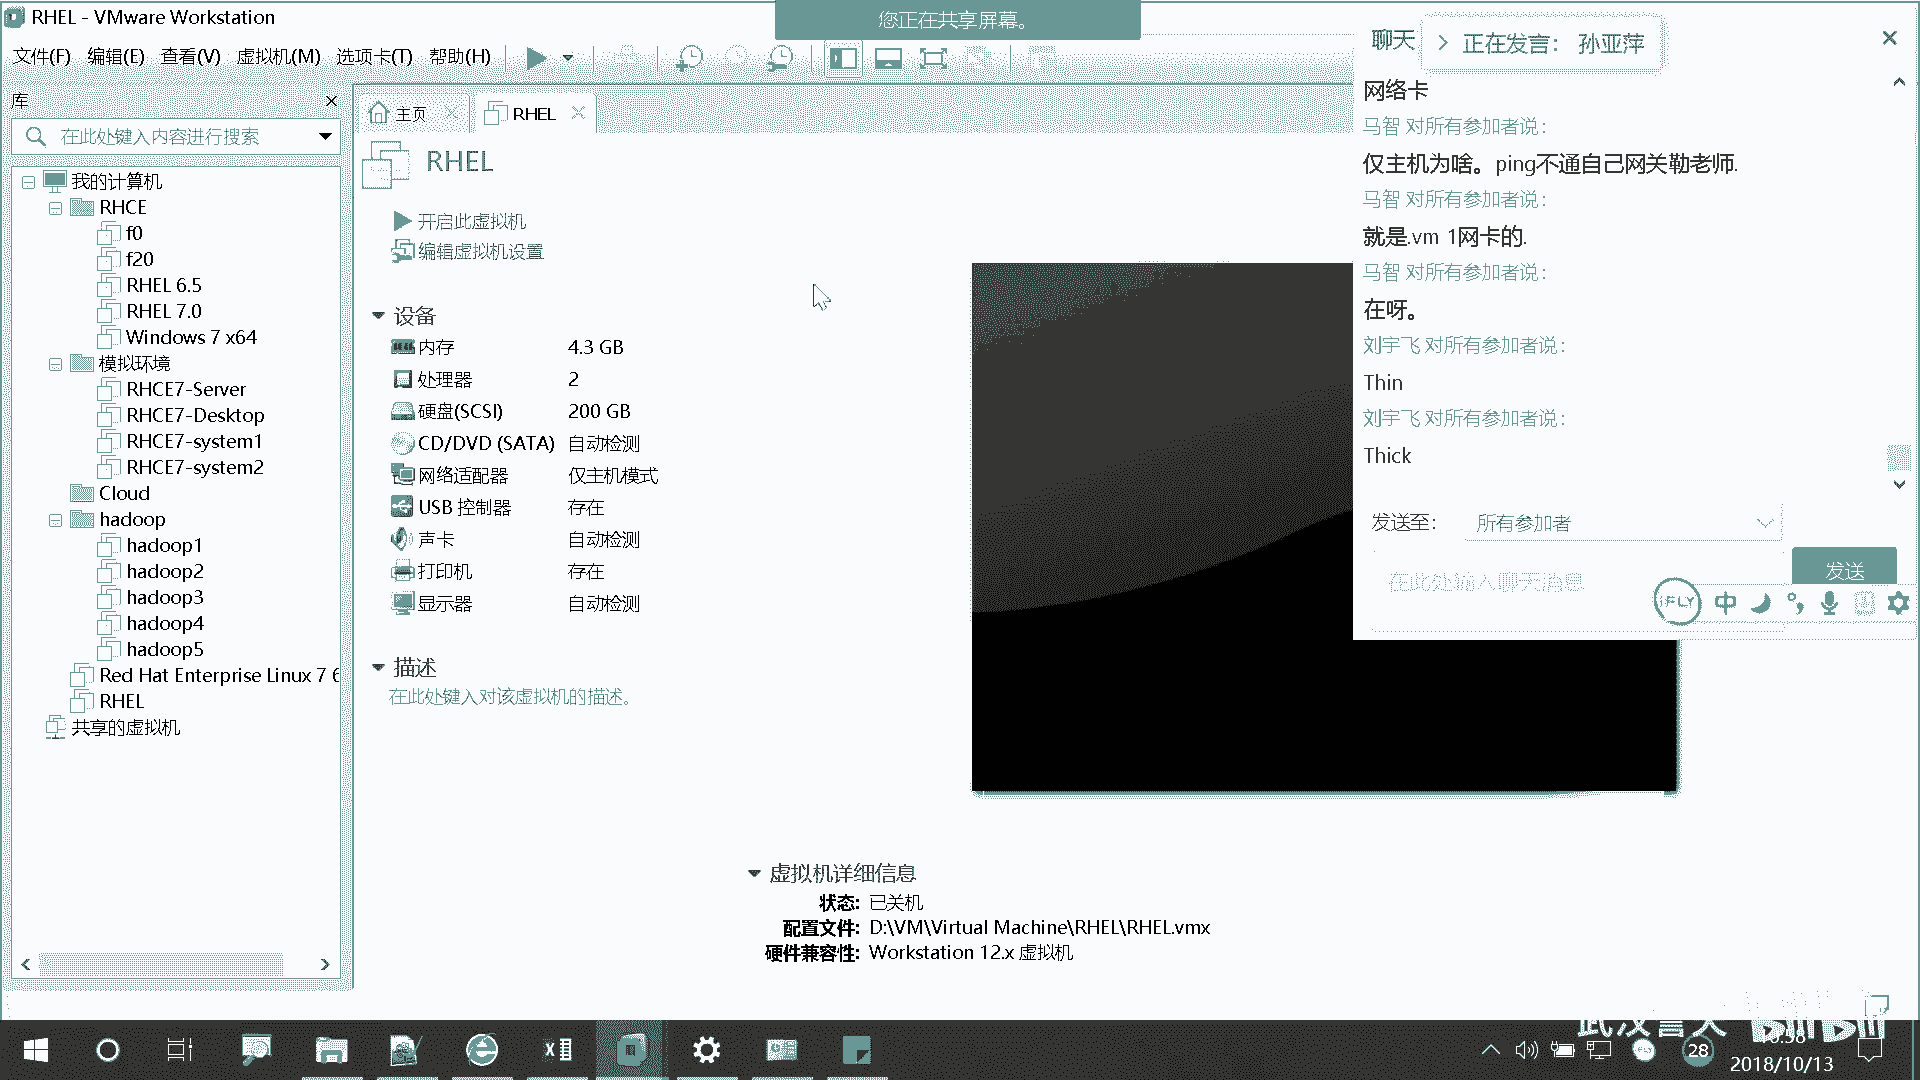 RHEL - VMware Workstation
您正在共享屏幕。
文件(F) 编辑(E) 查看(V) 虚拟机(M) 选项卡(T) 帮助(H)
库
在此处键入内容进行搜索
我的计算机
RHCE
f0
f20
RHEL 6.5
RHEL 7.0
Windows 7 x64
模拟环境
RHCE7-Server
RHCE7-Desktop
RHCE7-system1
RHCE7-system2
Cloud
hadoop
hadoop1
hadoop2
hadoop3
hadoop4
hadoop5
Red Hat Enterprise Linux 7 6
RHEL
共享的虚拟机
主页
RHEL
RHEL
开启此虚拟机
编辑虚拟机设置
设备
内存 4.3 GB
处理器 2
硬盘(SCSI) 200 GB
CD/DVD (SATA) 自动检测
网络适配器 仅主机模式
USB 控制器 存在
声卡 自动检测
打印机 存在
显示器 自动检测
描述
在此处键入对该虚拟机的描述。
虚拟机详细信息
状态: 已关机
配置文件: D:\VM\Virtual Machine\RHEL\RHEL.vmx
硬件兼容性: Workstation 12.x 虚拟机
聊天
正在发言: 孙亚萍
网络卡
马智 对所有参加者说:
仅主机为啥。ping不通自己网关勒老师.
马智 对所有参加者说:
就是.vm 1网卡的.
马智 对所有参加者说:
在呀。
刘宇飞 对所有参加者说:
Thin
刘宇飞 对所有参加者说:
Thick
发送至: 所有参加者
在此处输入聊天消息
发送
iFLY 中
bilibili
28
2018/10/13